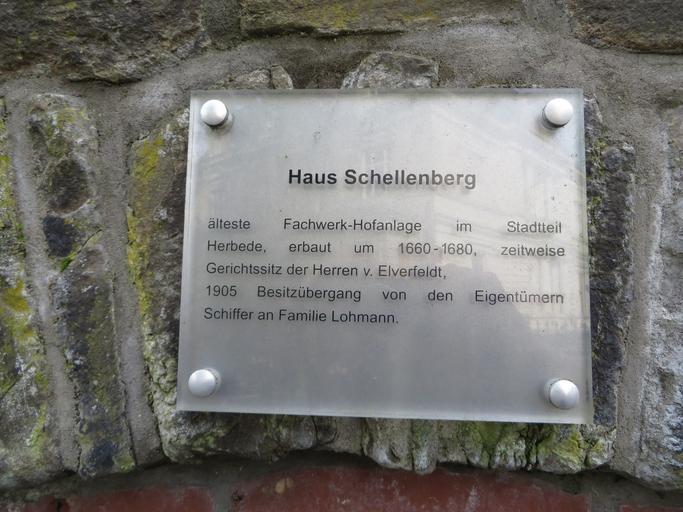 Haus Schellenberg
älteste Fachwerk-Hofanlage im Stadtteil
Herbede, erbaut um 1660-1680, zeitweise
Gerichtssitz der Herren v. Elverfeldt,
1905 Besitzübergang von den Eigentümern
Schiffer an Familie Lohmann.